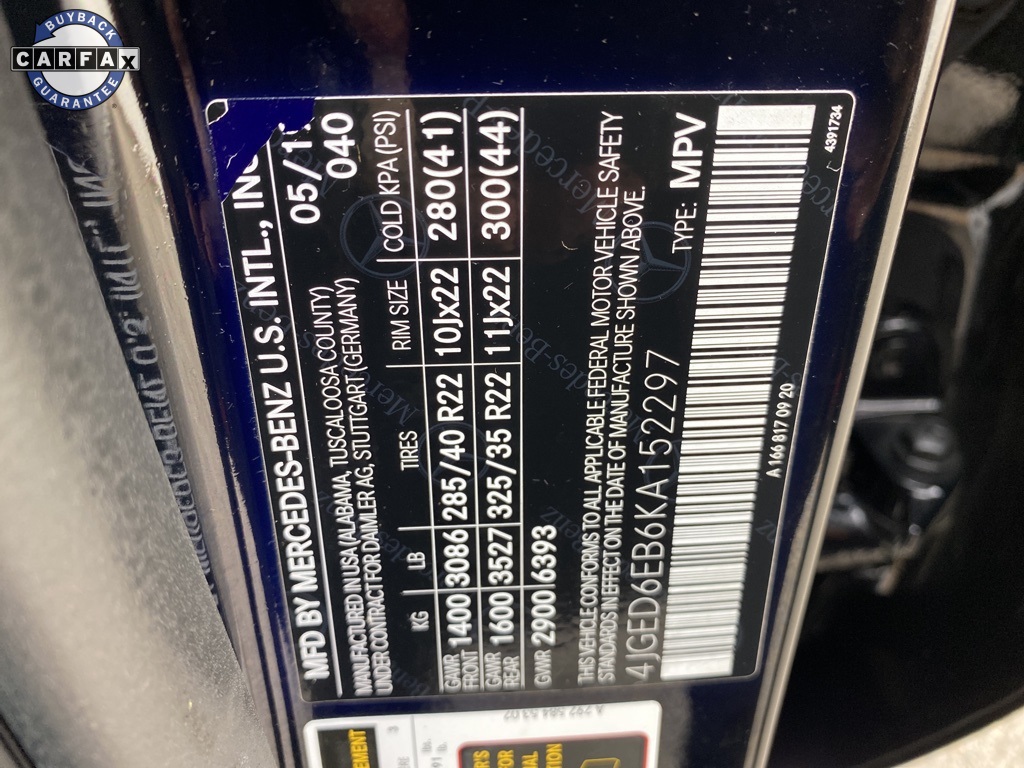 BUYBACK
CARFAX
GUARANTEE
MFD BY MERCEDES-BENZ U.S. INTL., INC
05/1
040
MANUFACTURED IN USA (ALABAMA, TUSCALOOSA COUNTY)
UNDER CONTRACT FOR DAIMLER AG, STUTTGART (GERMANY)
KG LB TIRES RIM SIZE COLD KPA (PSI)
GAWR FRONT 1400 3086 285/40 R22 10Jx22 280(41)
GAWR REAR 1600 3527 325/35 R22 11Jx22 300(44)
GVWR 2900 6393
THIS VEHICLE CONFORMS TO ALL APPLICABLE FEDERAL MOTOR VEHICLE SAFETY
STANDARDS IN EFFECT ON THE DATE OF MANUFACTURE SHOWN ABOVE.
4JGED6EB6KA152297 TYPE: MPV
A 166 817 09 20
4391734
A 292 584 53 02